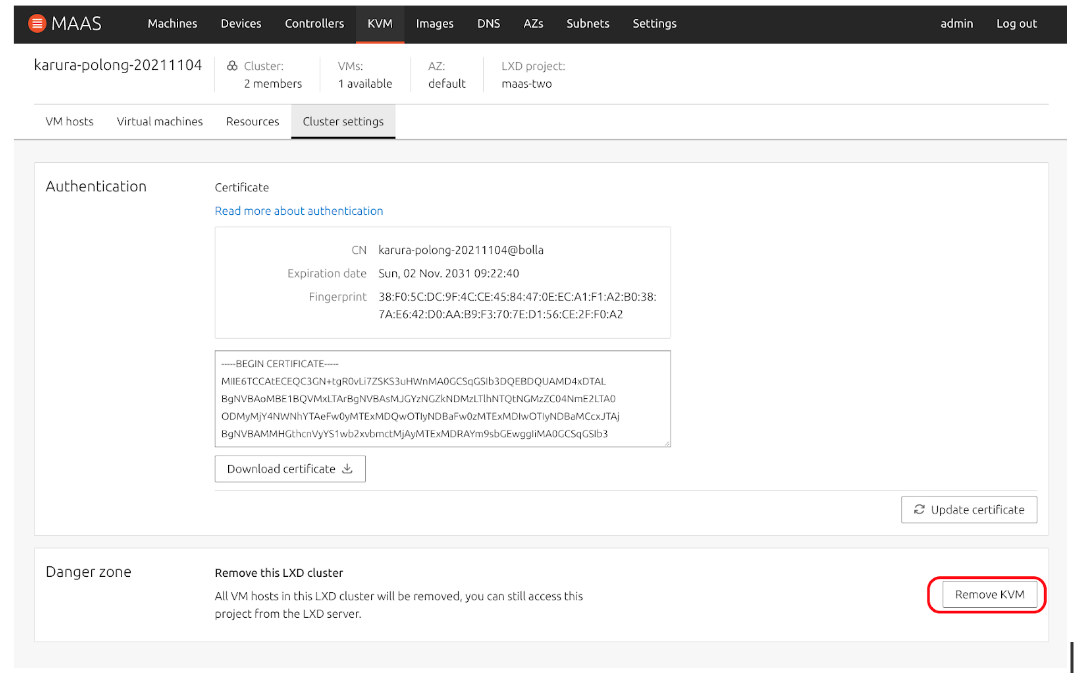 MAAS Machines Devices Controllers KVM Images DNS AZs Subnets Settings admin Log out
karura-polong-20211104
Cluster: VMs: AZ: LXD project:
2 members 1 available default maas-two
VM hosts Virtual machines Resources Cluster settings
Authentication
Certificate
Read more about authentication
CN karura-polong-20211104@bolla
Expiration date Sun, 02 Nov. 2031 09:22:40
Fingerprint 38:F0:5C:DC:9F:4C:CE:45:84:47:0E:EC:A1:F1:A2:B0:38:
7A:E6:42:D0:AA:B9:F3:70:7E:D1:56:CE:2F:F0:A2
-----BEGIN CERTIFICATE-----
MIIE6TCCAtECEQC3GN+tgR0vLi7ZSKS3uHWnMA0GCSqGSIb3DQEBDQUAMD4xDTAL
BgNVBAoMBE1BQVMxLTArBgNVBAsMJGYzNGZkNDMzLTlhNTQtNGMzZC04NmE2LTA0
ODMyMjY4NWNhYTAeFw0yMTExMDQwOTIyNDBaFw0zMTExMDIwOTIyNDBaMCcxJTAj
BgNVBAMMHGthcnVyYS1wb2xvbmctMjAyMTExMDRAYm9sbGEwggIiMA0GCSqGSIb3
Download certificate
Update certificate
Danger zone
Remove this LXD cluster
All VM hosts in this LXD cluster will be removed, you can still access this
project from the LXD server.
Remove KVM